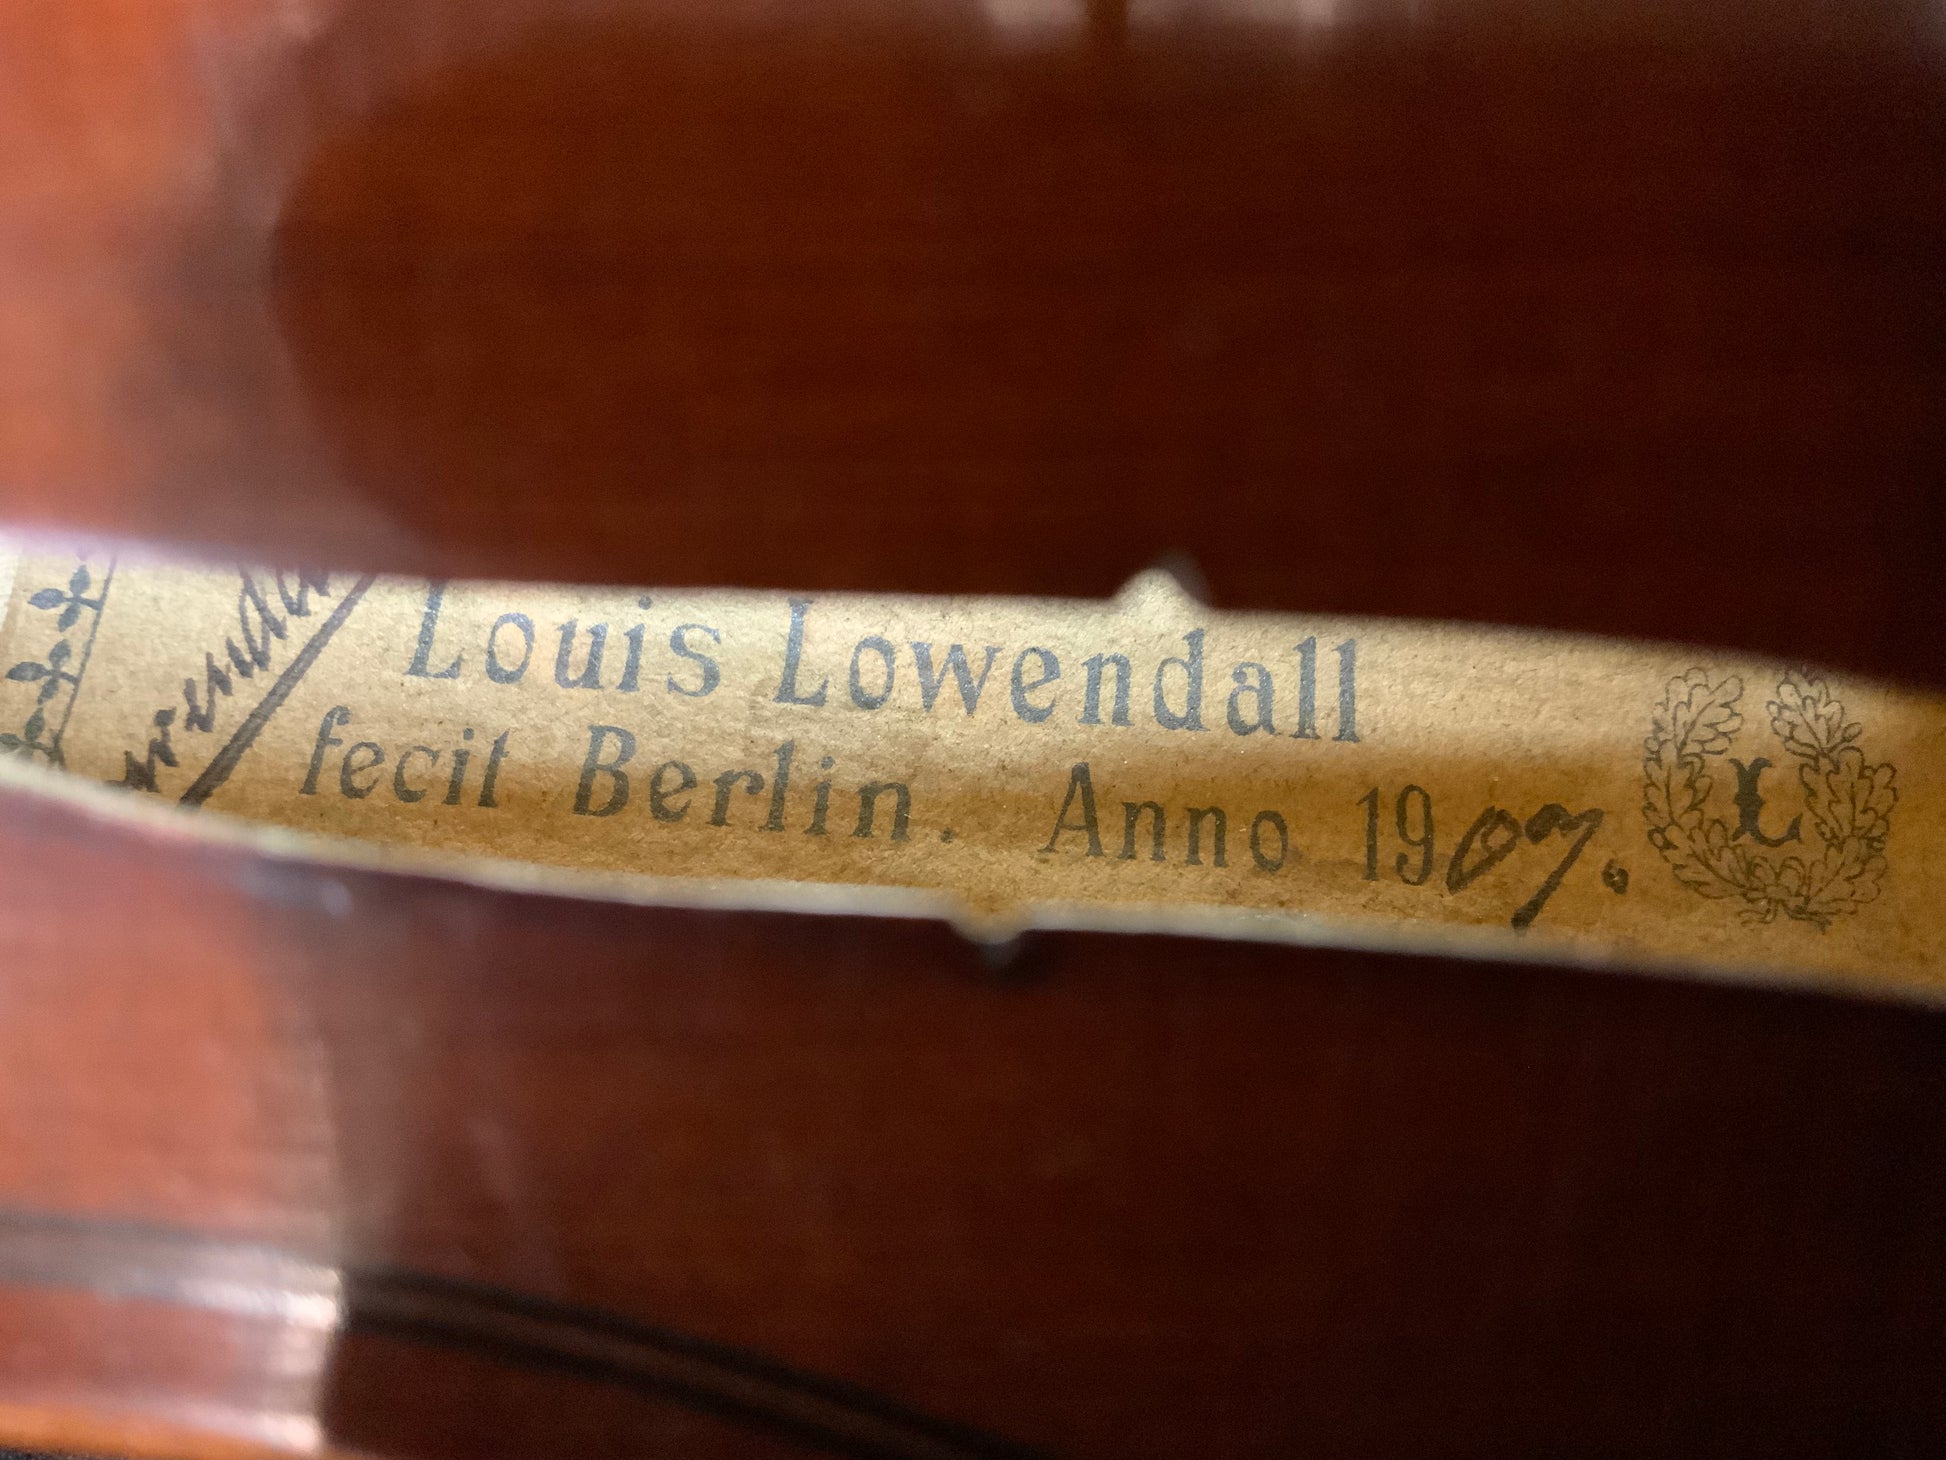 Louis Lowendall
fecit Berlin. Anno 1907.
L